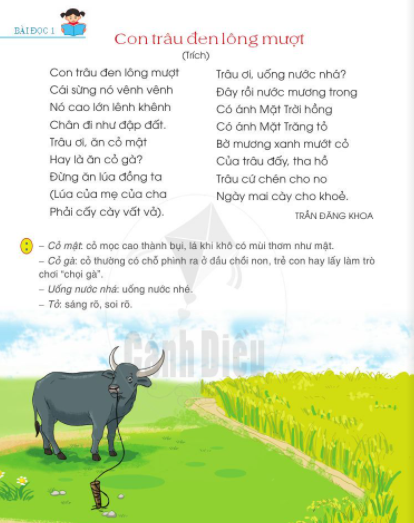 BÀI ĐỌC 1
Con trâu đen lông mượt
(Trích)
Con trâu đen lông mượt
Cái sừng nó vênh vênh
Nó cao lớn lênh khênh
Chân đi như đập đất.
Trâu ơi, ăn cỏ mật
Hay là ăn cỏ gà?
Đừng ăn lúa đồng ta
(Lúa của mẹ của cha
Phải cấy cày vất vả).
Trâu ơi, uống nước nhá?
Đây rồi nước mương trong
Có ánh Mặt Trời hồng
Có ánh Mặt Trăng tỏ
Bờ mương xanh mướt cỏ
Của trâu đấy, tha hồ
Trâu cứ chén cho no
Ngày mai cày cho khoẻ.
TRẦN ĐĂNG KHOA
– Cỏ mật: cỏ mọc cao thành bụi, lá khi khô có mùi thơm như mật.
– Cỏ gà: cỏ thường có chỗ phình ra ở đầu chồi non, trẻ con hay lấy làm trò
chơi “chọi gà”.
– Uống nước nhá: uống nước nhé.
– Tỏ: sáng rõ, soi rõ.
Cánh Diều